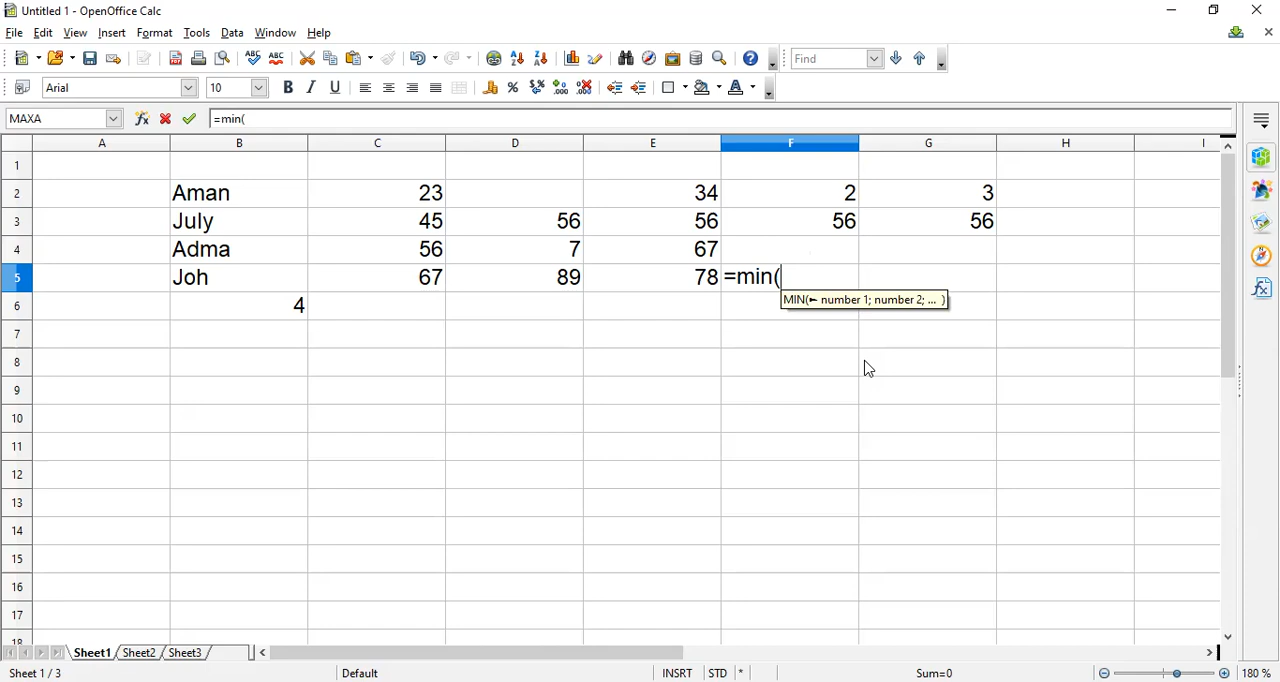 Untitled 1 - OpenOffice Calc
File Edit View Insert Format Tools Data Window Help
ABC ABC Find
Arial 10 B I U A
MAXA =min(
A B C D E F G H I
1
2 Aman 23 34 2 3
3 July 45 56 56 56 56
4 Adma 56 7 67
5 Joh 67 89 78 =min(
MIN(► number 1; number 2; ... )
6 4
7
8
9
10
11
12
13
14
15
16
17
18
Sheet1 Sheet2 Sheet3
Sheet 1 / 3 Default INSRT STD * Sum=0 180 %